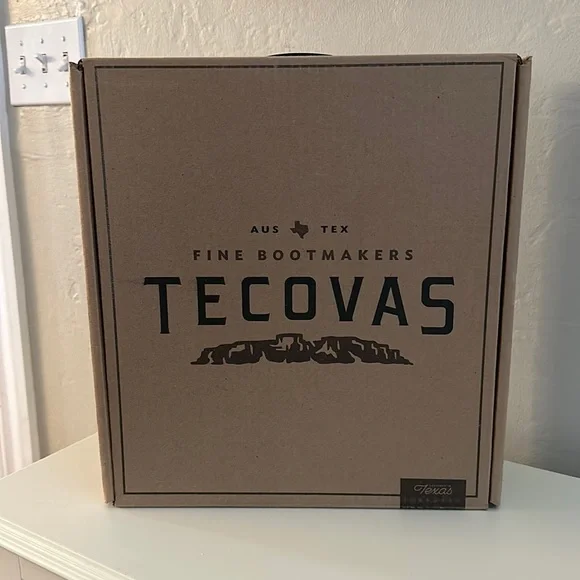 AUS TEX
FINE BOOTMAKERS
TECOVAS
Texas